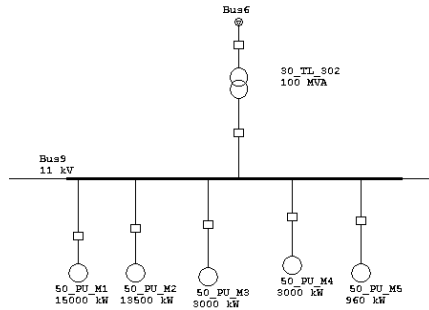 Bus6
30_TL_302
100 MVA
Bus9
11 kV
50_PU_M1
15000 kW
50_PU_M2
13500 kW
50_PU_M3
3000 kW
50_PU_M4
3000 kW
50_PU_M5
960 kW